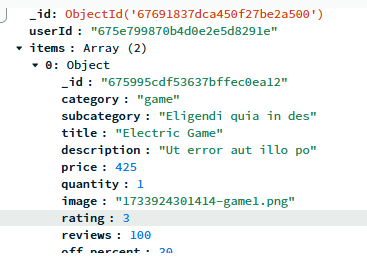 _id: ObjectId('67691837dca450f27be2a500')
userId : "675e799870b4d0e2e5d8291e"
items : Array (2)
0: Object
_id : "675995cdf53637bffec0ea12"
category : "game"
subcategory : "Eligendi quia in des"
title : "Electric Game"
description : "Ut error aut illo po"
price : 425
quantity : 1
image : "1733924301414-game1.png"
rating : 3
reviews : 100
off_percent : 30